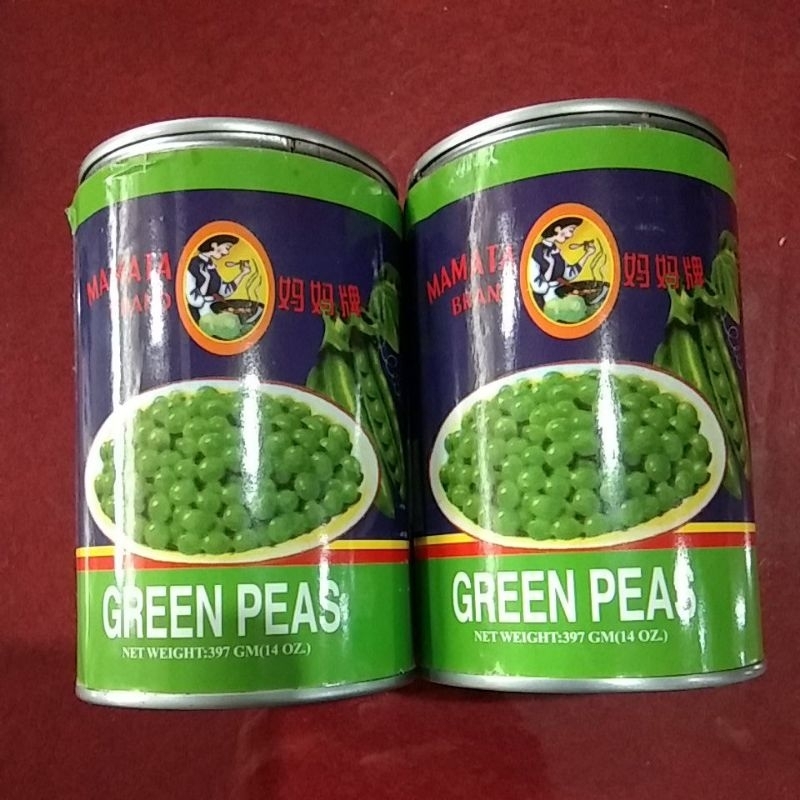 MAMATA
BRAND
妈妈牌
GREEN PEAS
NET WEIGHT:397 GM(14 OZ.)
MAMATA
BRAND
妈妈牌
GREEN PEAS
NET WEIGHT:397 GM(14 OZ.)